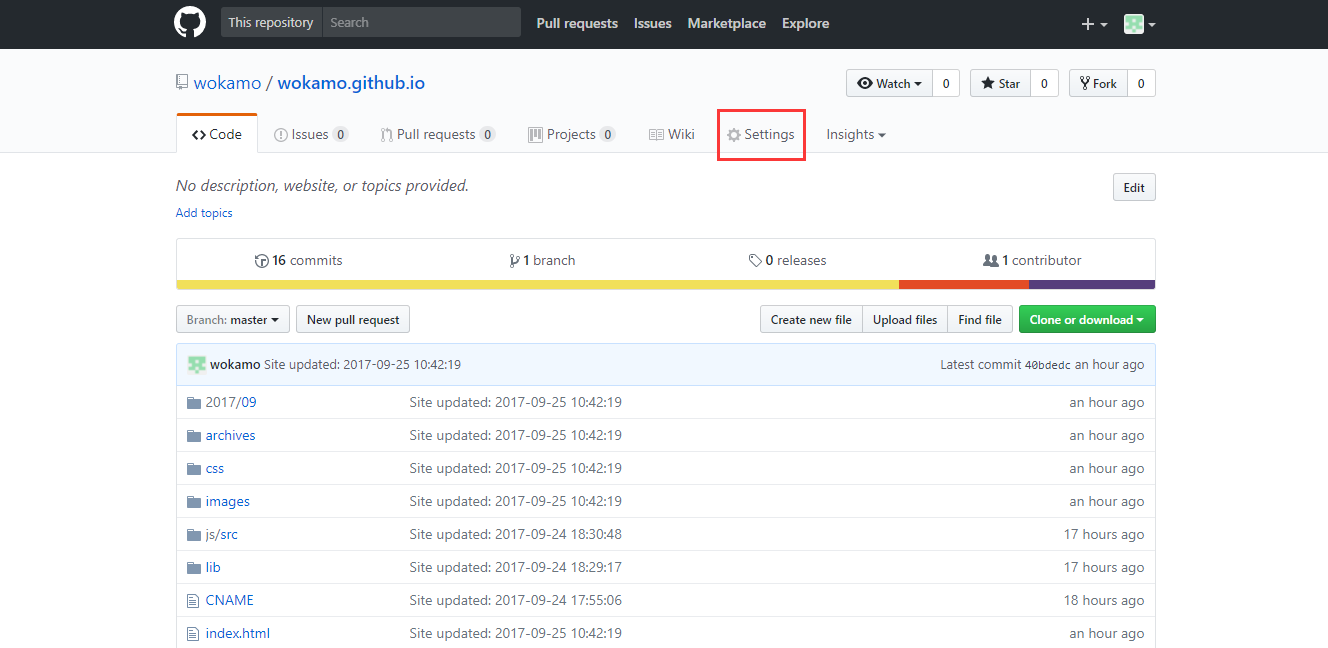 This repository Search Pull requests Issues Marketplace Explore
wokamo / wokamo.github.io Watch 0 Star 0 Fork 0
Code Issues 0 Pull requests 0 Projects 0 Wiki Settings Insights
No description, website, or topics provided. Edit
Add topics
16 commits 1 branch 0 releases 1 contributor
Branch: master New pull request Create new file Upload files Find file Clone or download
wokamo Site updated: 2017-09-25 10:42:19 Latest commit 40bdedc an hour ago
2017/09 Site updated: 2017-09-25 10:42:19 an hour ago
archives Site updated: 2017-09-25 10:42:19 an hour ago
css Site updated: 2017-09-25 10:42:19 an hour ago
images Site updated: 2017-09-25 10:42:19 an hour ago
js/src Site updated: 2017-09-24 18:30:48 17 hours ago
lib Site updated: 2017-09-24 18:29:17 17 hours ago
CNAME Site updated: 2017-09-24 17:55:06 18 hours ago
index.html Site updated: 2017-09-25 10:42:19 an hour ago